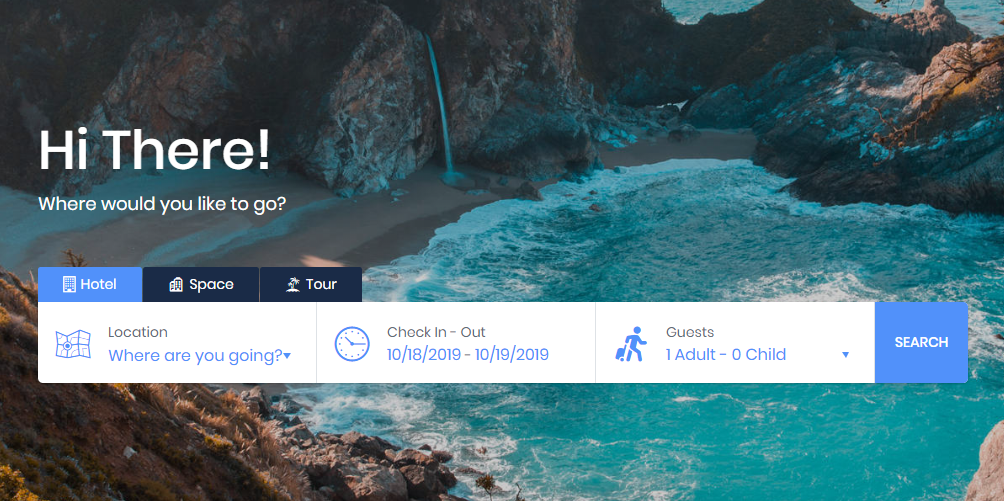 Hi There!
Where would you like to go?
Hotel
Space
Tour
Location
Where are you going?
Check In - Out
10/18/2019 - 10/19/2019
Guests
1 Adult - 0 Child
SEARCH